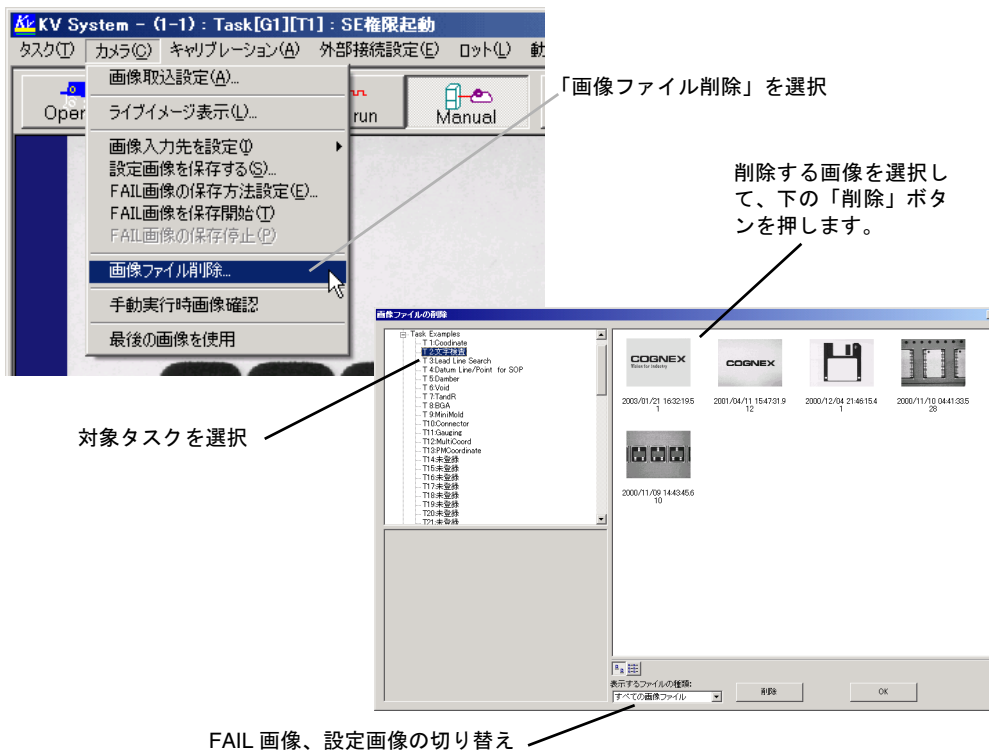 KV System - (1-1) : Task[G1][T1] : SE権限起動
タスク(T) カメラ(C) キャリブレーション(A) 外部接続設定(E) ロット(L) 動
画像取込設定(A)...
ライブイメージ表示(L)...
画像入力先を設定(I)
設定画像を保存する(S)...
FAIL画像の保存方法設定(E)...
FAIL画像を保存開始(T)
FAIL画像の保存停止(P)
画像ファイル削除...
手動実行時画像確認
最後の画像を使用
Oper
run
Manual
「画像ファイル削除」を選択
削除する画像を選択し
て、下の「削除」ボタ
ンを押します。
対象タスクを選択
画像ファイルの削除
Task Examples
T 1:Coodinate
T 2:文字検査
T 3:Lead Line Search
T 4:Datum Line/Point for SOP
T 5:Damber
T 6:Void
T 7:TandR
T 8:BGA
T 9:MiniMold
T10:Connector
T11:Gauging
T12:MultiCoord
T13:PMCoordinate
T14:未登録
T15:未登録
T16:未登録
T17:未登録
T18:未登録
T19:未登録
T20:未登録
T21:未登録
COGNEX
Vision for Industry
COGNEX
2003/01/21 16:32:19.5
1
2001/04/11 15:47:31.9
12
2000/12/04 21:46:15.4
1
2000/11/10 04:41:33.5
28
2000/11/09 14:43:45.6
10
表示するファイルの種類:
すべての画像ファイル
削除
OK
FAIL 画像、設定画像の切り替え